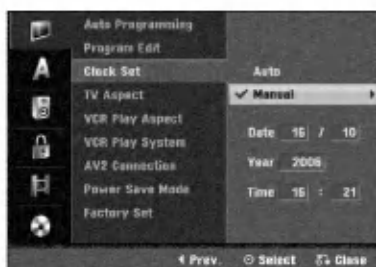 Auto Programming
Program Edit
Clock Set
Auto
TV Aspect
✓ Manual
VCR Play Aspect
VCR Play System
Date 16 / 10
AV2 Connection
Year 2006
Power Save Mode
Time 16 : 21
Factory Set
Prev. Select Close